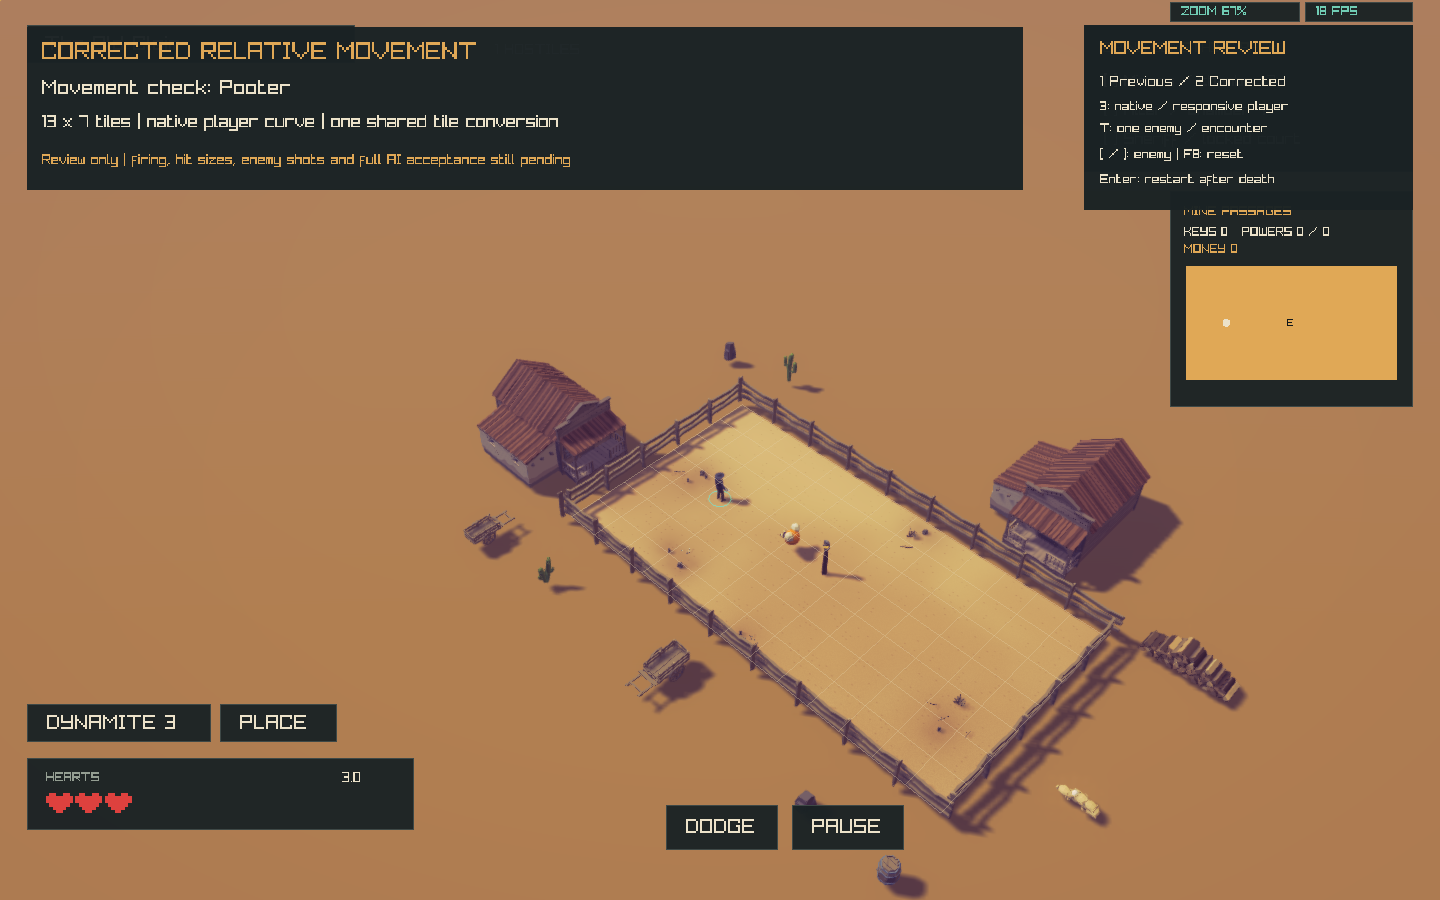 ZOOM 67%
18 FPS
CORRECTED RELATIVE MOVEMENT
Movement check: Pooter
13 x 7 tiles | native player curve | one shared tile conversion
Review only | firing, hit sizes, enemy shots and full AI acceptance still pending
MOVEMENT REVIEW
1 Previous / 2 Corrected
3: native / responsive player
T: one enemy / encounter
[ / ]: enemy | F8: reset
Enter: restart after death
MINE PASSAGES
KEYS 0 POWERS 0 / 0
MONEY 0
E
DYNAMITE 3
PLACE
HEARTS
3.0
DODGE
PAUSE